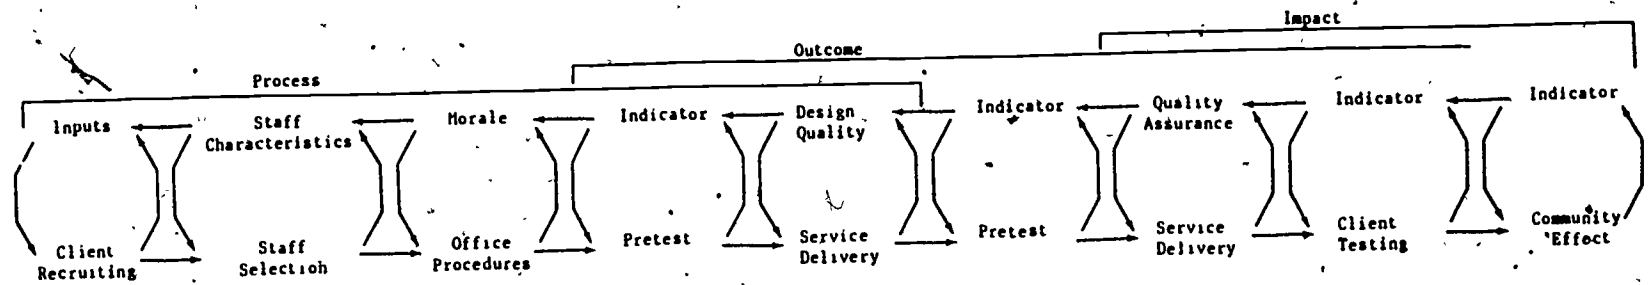 Impact
Outcome
Process
Inputs
Staff
Characteristics
Morale
Indicator
Design
Quality
Indicator
Quality
Assurance
Indicator
Indicator
Client
Recruiting
Staff
Selection
Office
Procedures
Pretest
Service
Delivery
Pretest
Service
Delivery
Client
Testing
Community
Effect